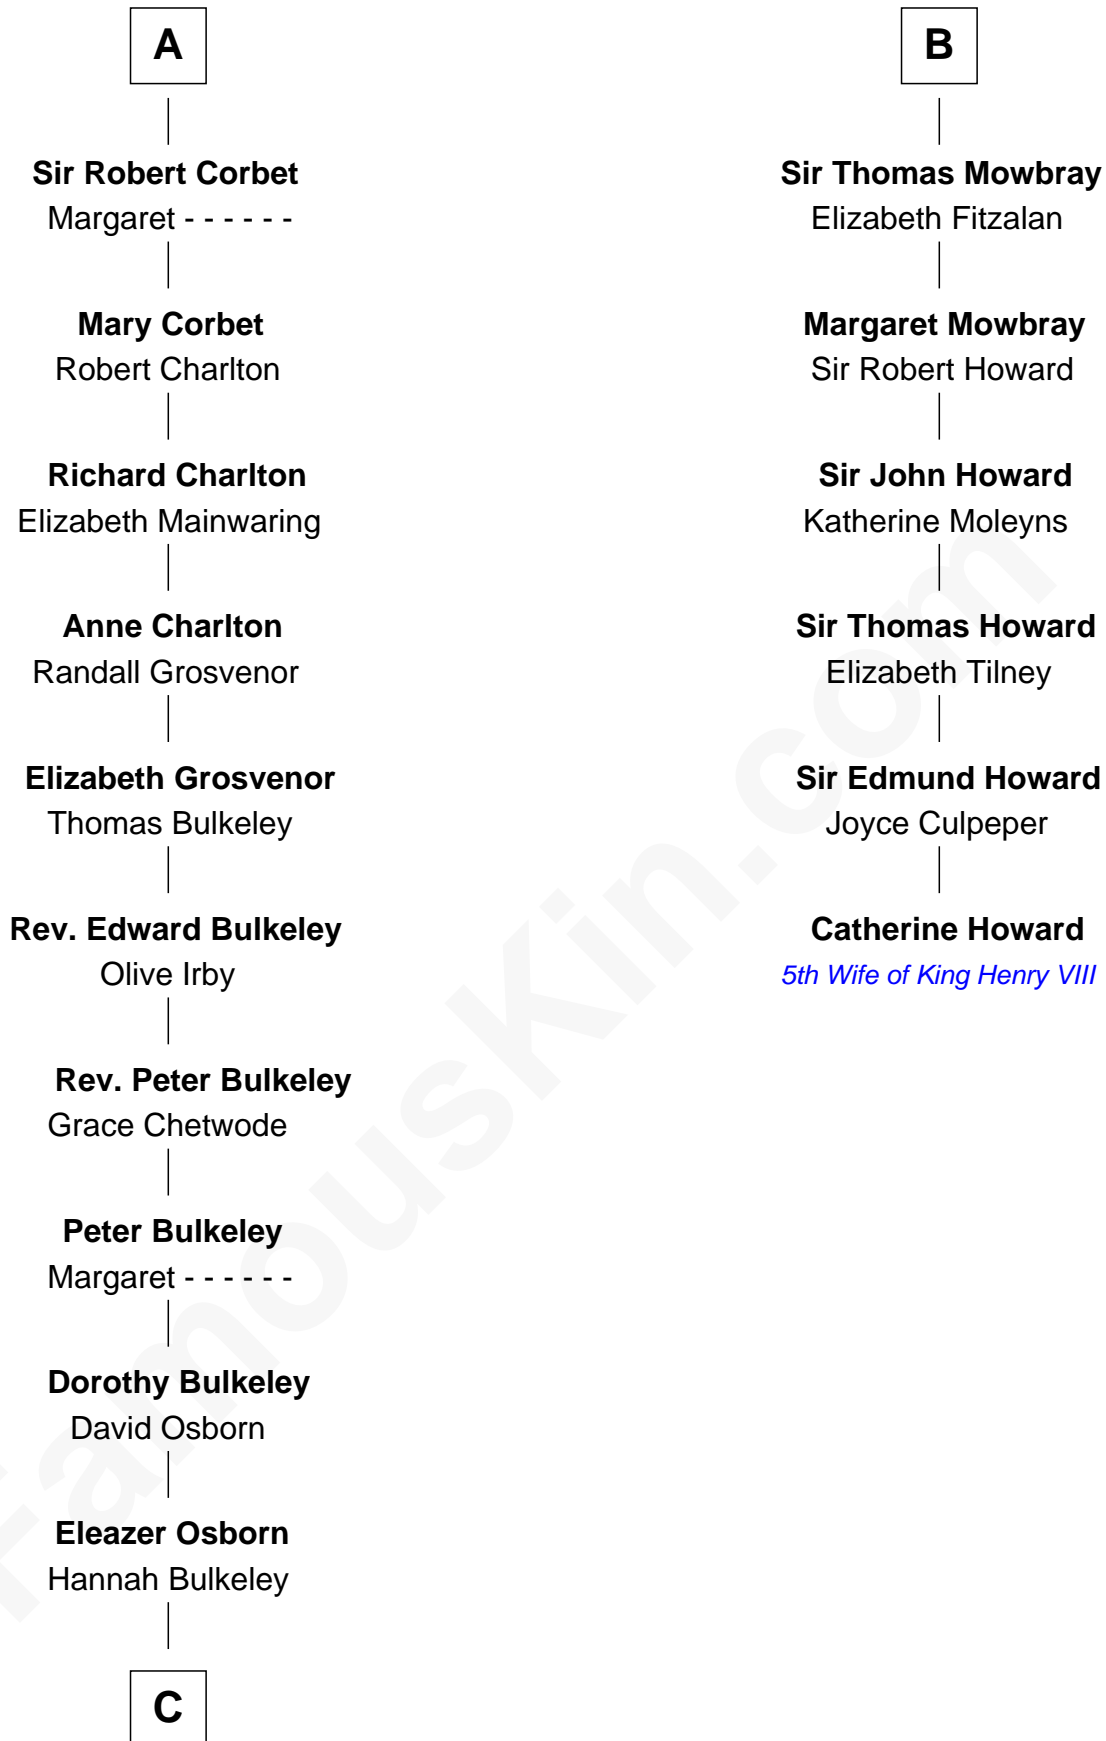 A
Sir Robert Corbet
Margaret - - - - - -
Mary Corbet
Robert Charlton
Richard Charlton
Elizabeth Mainwaring
Anne Charlton
Randall Grosvenor
Elizabeth Grosvenor
Thomas Bulkeley
Rev. Edward Bulkeley
Olive Irby
Rev. Peter Bulkeley
Grace Chetwode
Peter Bulkeley
Margaret - - - - - -
Dorothy Bulkeley
David Osborn
Eleazer Osborn
Hannah Bulkeley
C
B
Sir Thomas Mowbray
Elizabeth Fitzalan
Margaret Mowbray
Sir Robert Howard
Sir John Howard
Katherine Moleyns
Sir Thomas Howard
Elizabeth Tilney
Sir Edmund Howard
Joyce Culpeper
Catherine Howard
5th Wife of King Henry VIII
FamousKin.com